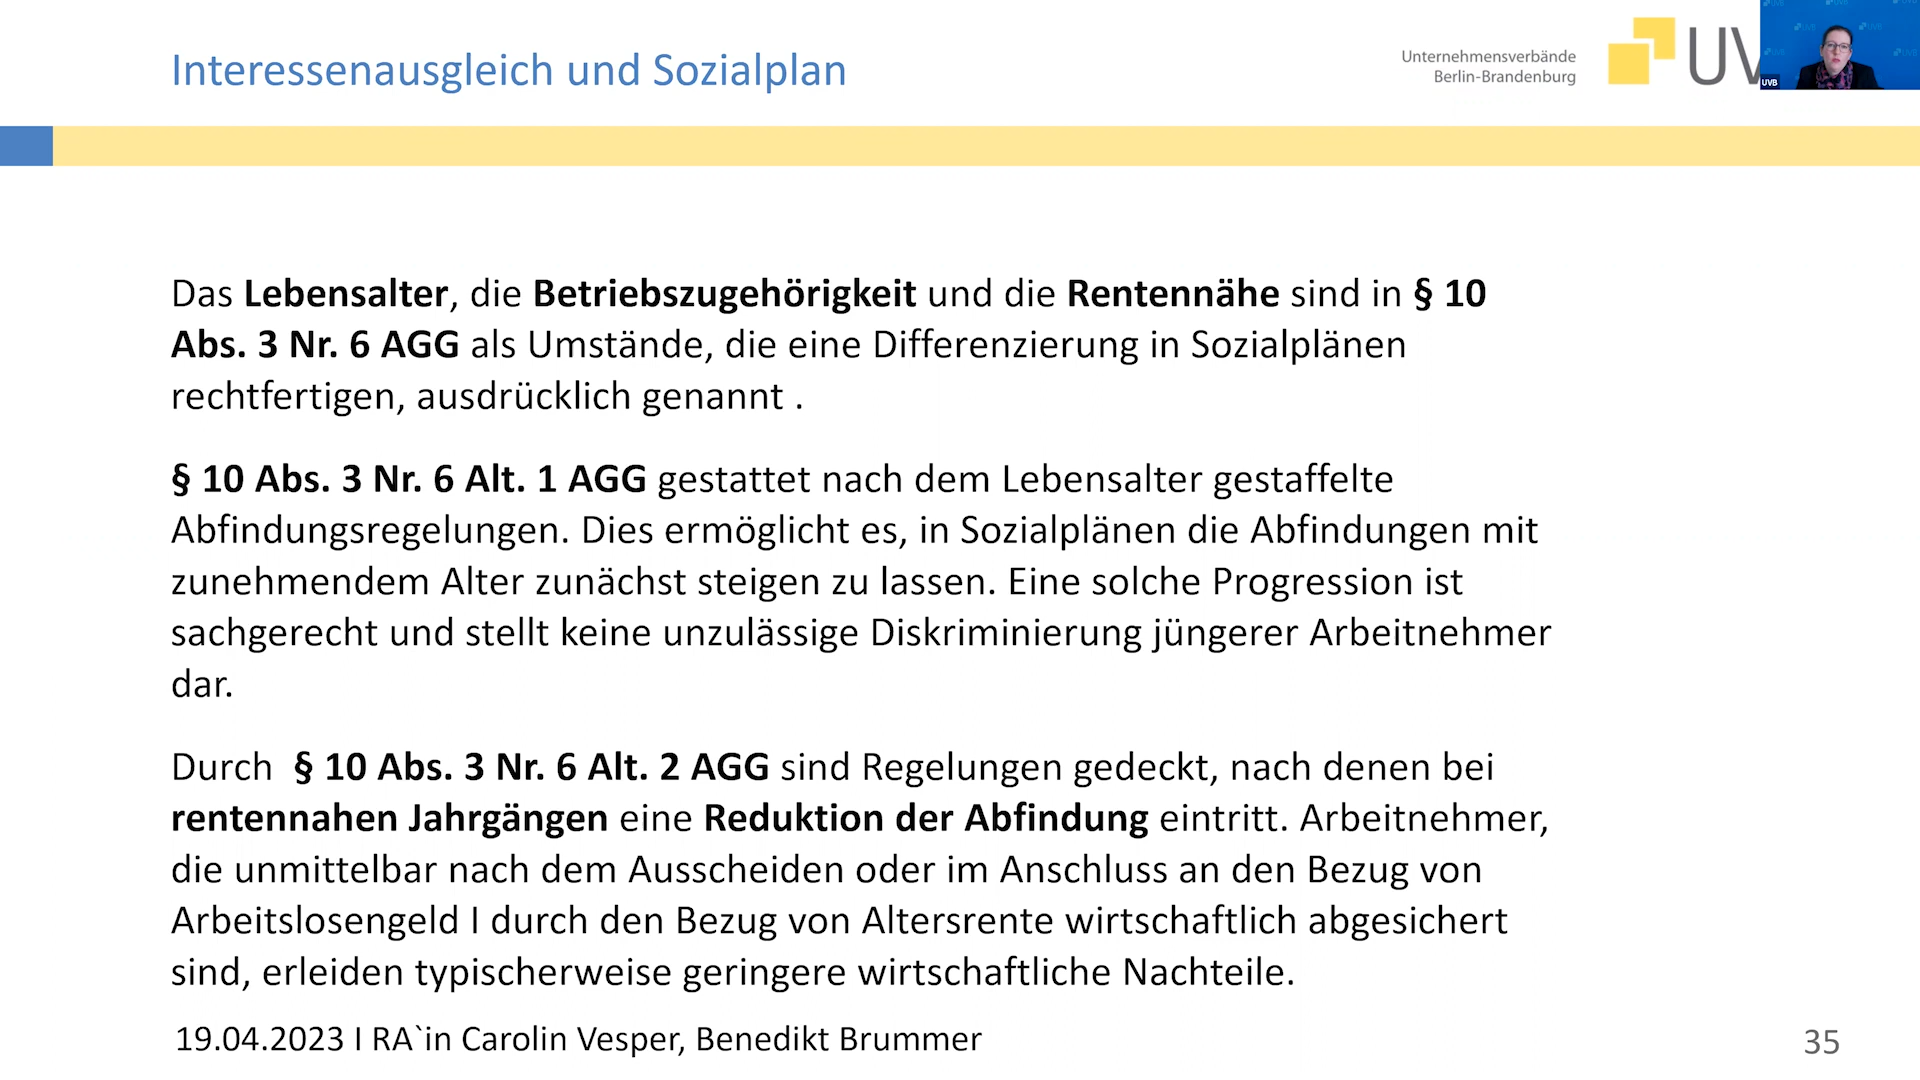 Interessenausgleich und Sozialplan
Unternehmensverbände
Berlin-Brandenburg
UV
UVB
Das Lebensalter, die Betriebszugehörigkeit und die Rentennähe sind in § 10
Abs. 3 Nr. 6 AGG als Umstände, die eine Differenzierung in Sozialplänen
rechtfertigen, ausdrücklich genannt .
§ 10 Abs. 3 Nr. 6 Alt. 1 AGG gestattet nach dem Lebensalter gestaffelte
Abfindungsregelungen. Dies ermöglicht es, in Sozialplänen die Abfindungen mit
zunehmendem Alter zunächst steigen zu lassen. Eine solche Progression ist
sachgerecht und stellt keine unzulässige Diskriminierung jüngerer Arbeitnehmer
dar.
Durch § 10 Abs. 3 Nr. 6 Alt. 2 AGG sind Regelungen gedeckt, nach denen bei
rentennahen Jahrgängen eine Reduktion der Abfindung eintritt. Arbeitnehmer,
die unmittelbar nach dem Ausscheiden oder im Anschluss an den Bezug von
Arbeitslosengeld I durch den Bezug von Altersrente wirtschaftlich abgesichert
sind, erleiden typischerweise geringere wirtschaftliche Nachteile.
19.04.2023 I RA`in Carolin Vesper, Benedikt Brummer
35